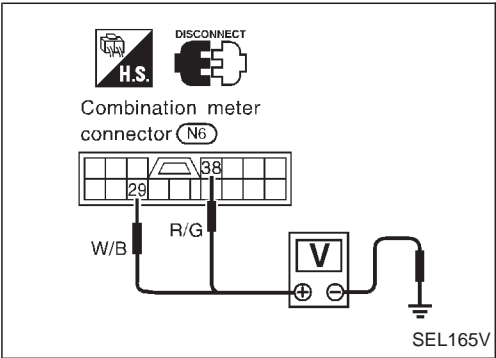 DISCONNECT
H.S.
Combination meter
connector N6
38
29
R/G
W/B
V
+ −
SEL165V